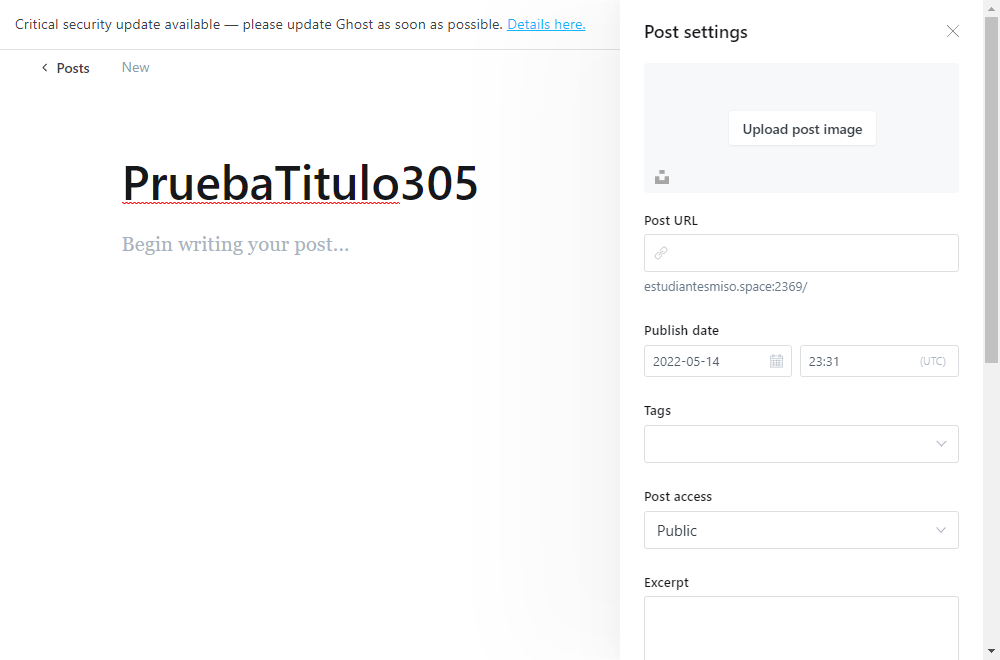 Critical security update available — please update Ghost as soon as possible. Details here.
Posts
New
PruebaTitulo305
Begin writing your post...
Post settings
Upload post image
Post URL
estudiantesmiso.space:2369/
Publish date
2022-05-14
23:31 (UTC)
Tags
Post access
Public
Excerpt